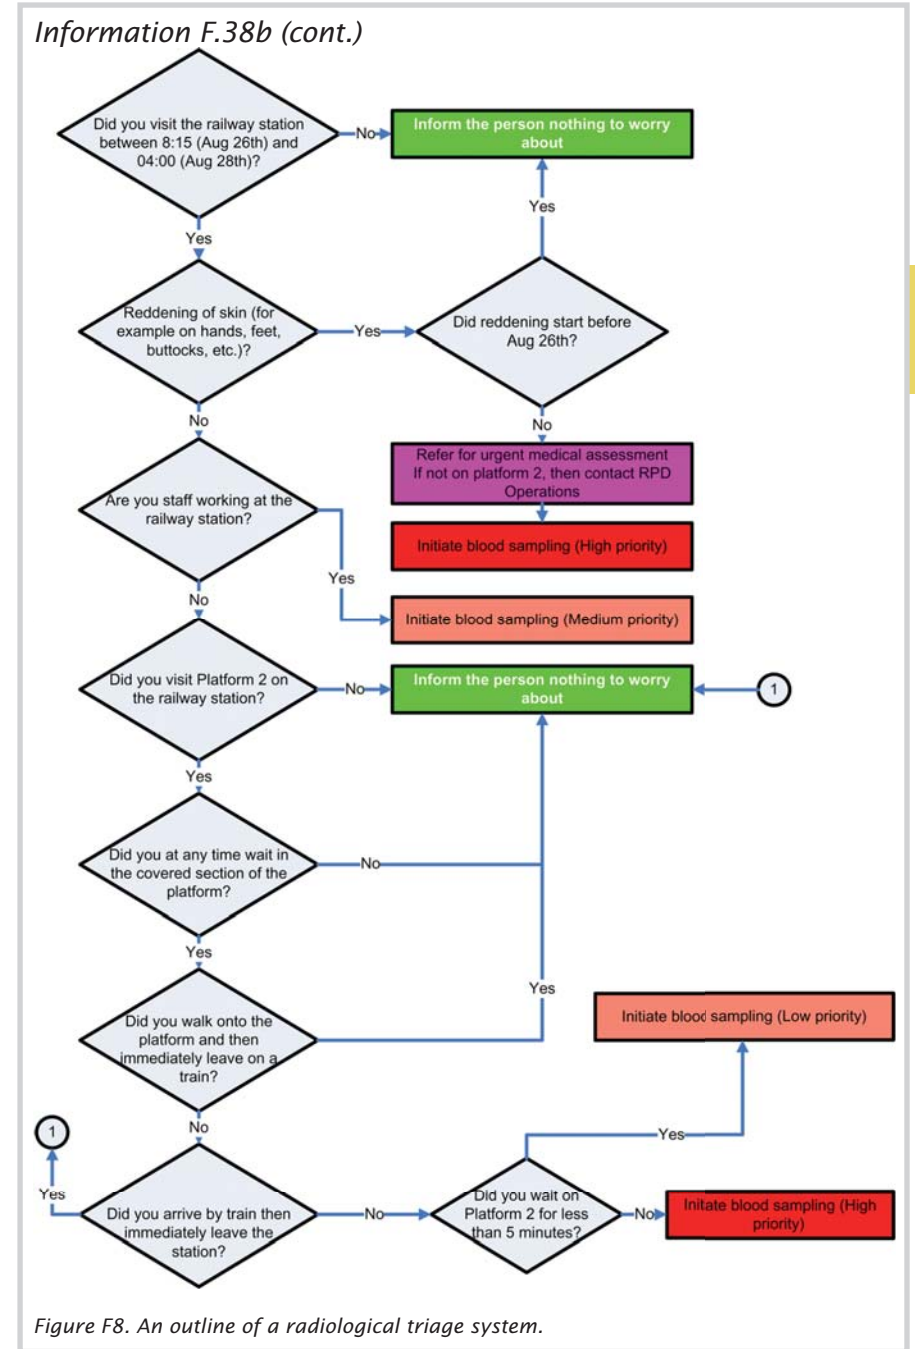 Information F.38b (cont.)
Did you visit the railway station
between 8:15 (Aug 26th) and
04:00 (Aug 28th)?
No
Inform the person nothing to worry
about
Yes
Yes
Reddening of skin (for
example on hands, feet,
buttocks, etc.)?
Yes
Did reddening start before
Aug 26th?
No
No
Refer for urgent medical assessment
If not on platform 2, then contact RPD
Operations
Are you staff working at the
railway station?
Initiate blood sampling (High priority)
Yes
No
Initiate blood sampling (Medium priority)
Did you visit Platform 2 on
the railway station?
No
Inform the person nothing to worry
about
1
Yes
Did you at any time wait in
the covered section of the
platform?
No
Yes
Yes
Did you walk onto the
platform and then
immediately leave on a
train?
Initiate blood sampling (Low priority)
No
1
Yes
Yes
Did you arrive by train then
immediately leave the
station?
No
Did you wait on
Platform 2 for less
than 5 minutes?
No
Initate blood sampling (High
priority)
Figure F8. An outline of a radiological triage system.